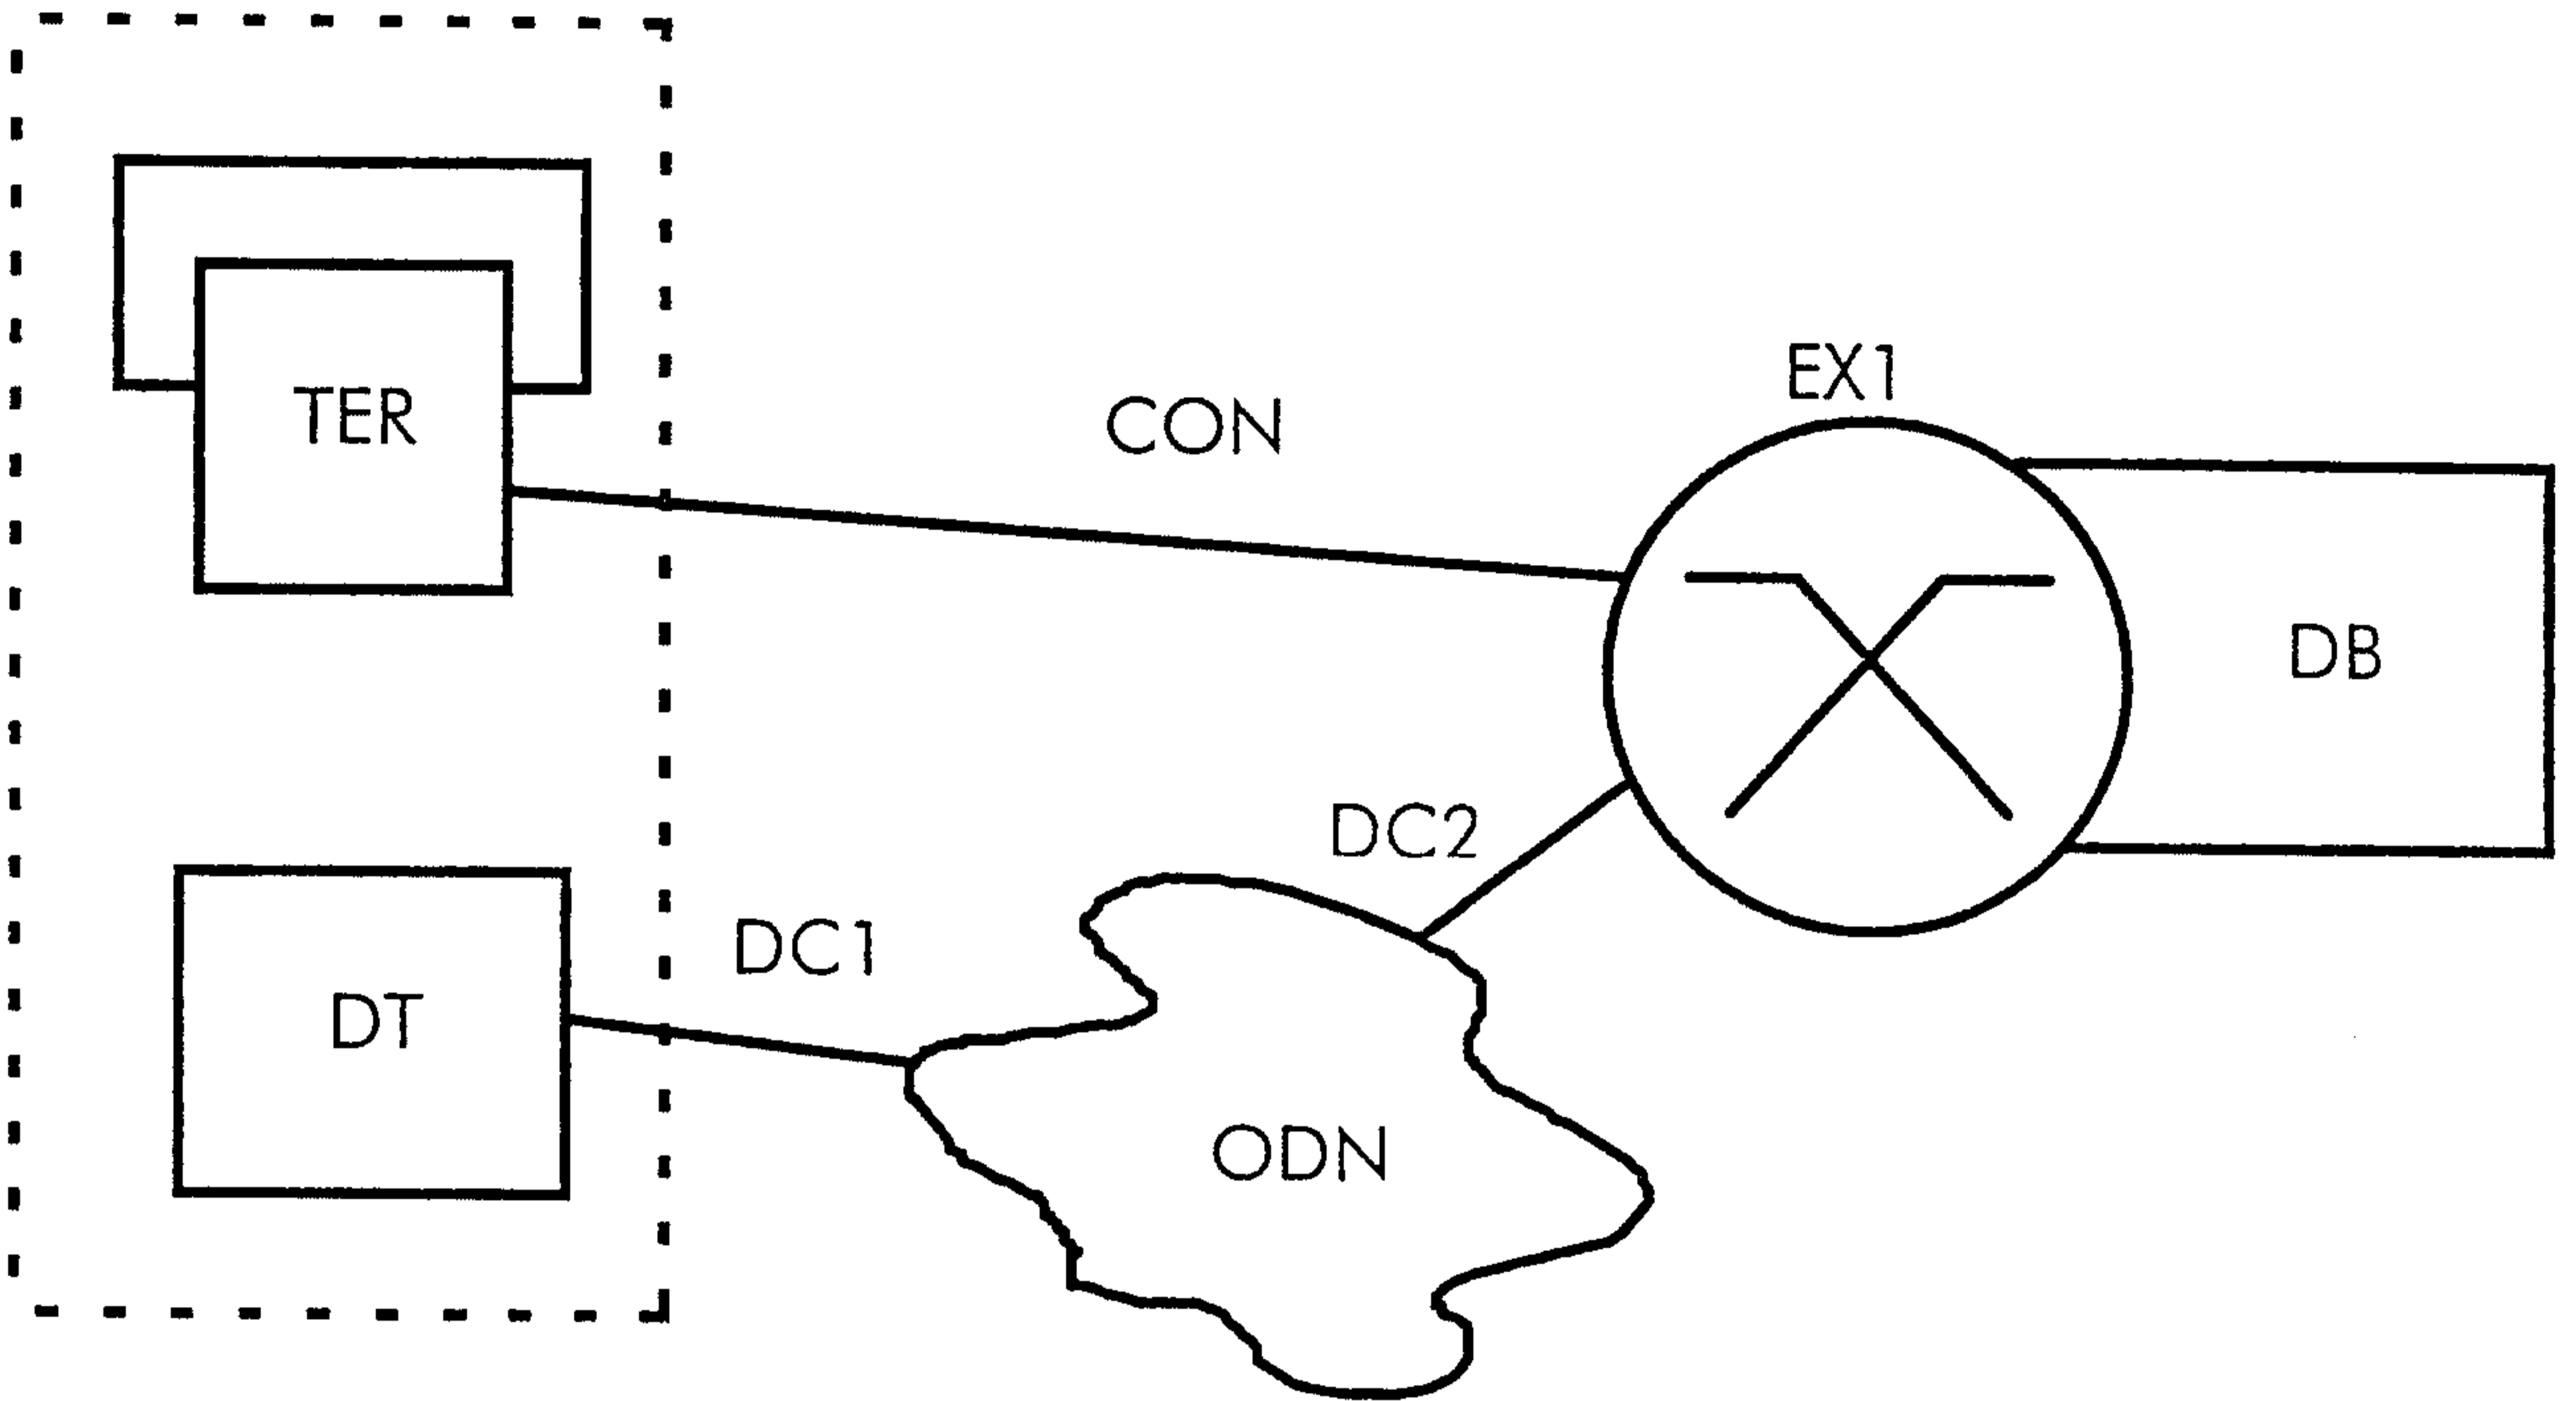 EX1
CON
TER
DB
DC2
DC1
DT
ODN